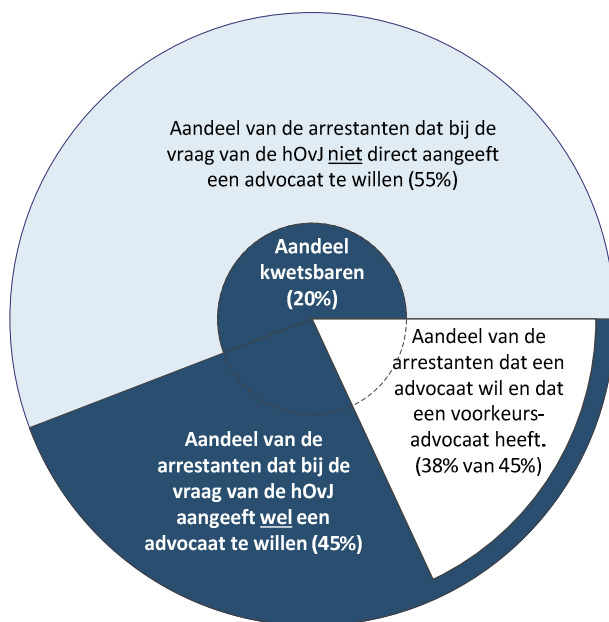 Aandeel van de arrestanten dat bij de
vraag van de hOvJ niet direct aangeeft
een advocaat te willen (55%)
Aandeel
kwetsbaren
(20%)
Aandeel van de
arrestanten dat een
advocaat wil en dat
een voorkeurs-
advocaat heeft.
(38% van 45%)
Aandeel van de
arrestanten dat bij de
vraag van de hOvJ
aangeeft wel een
advocaat te willen (45%)